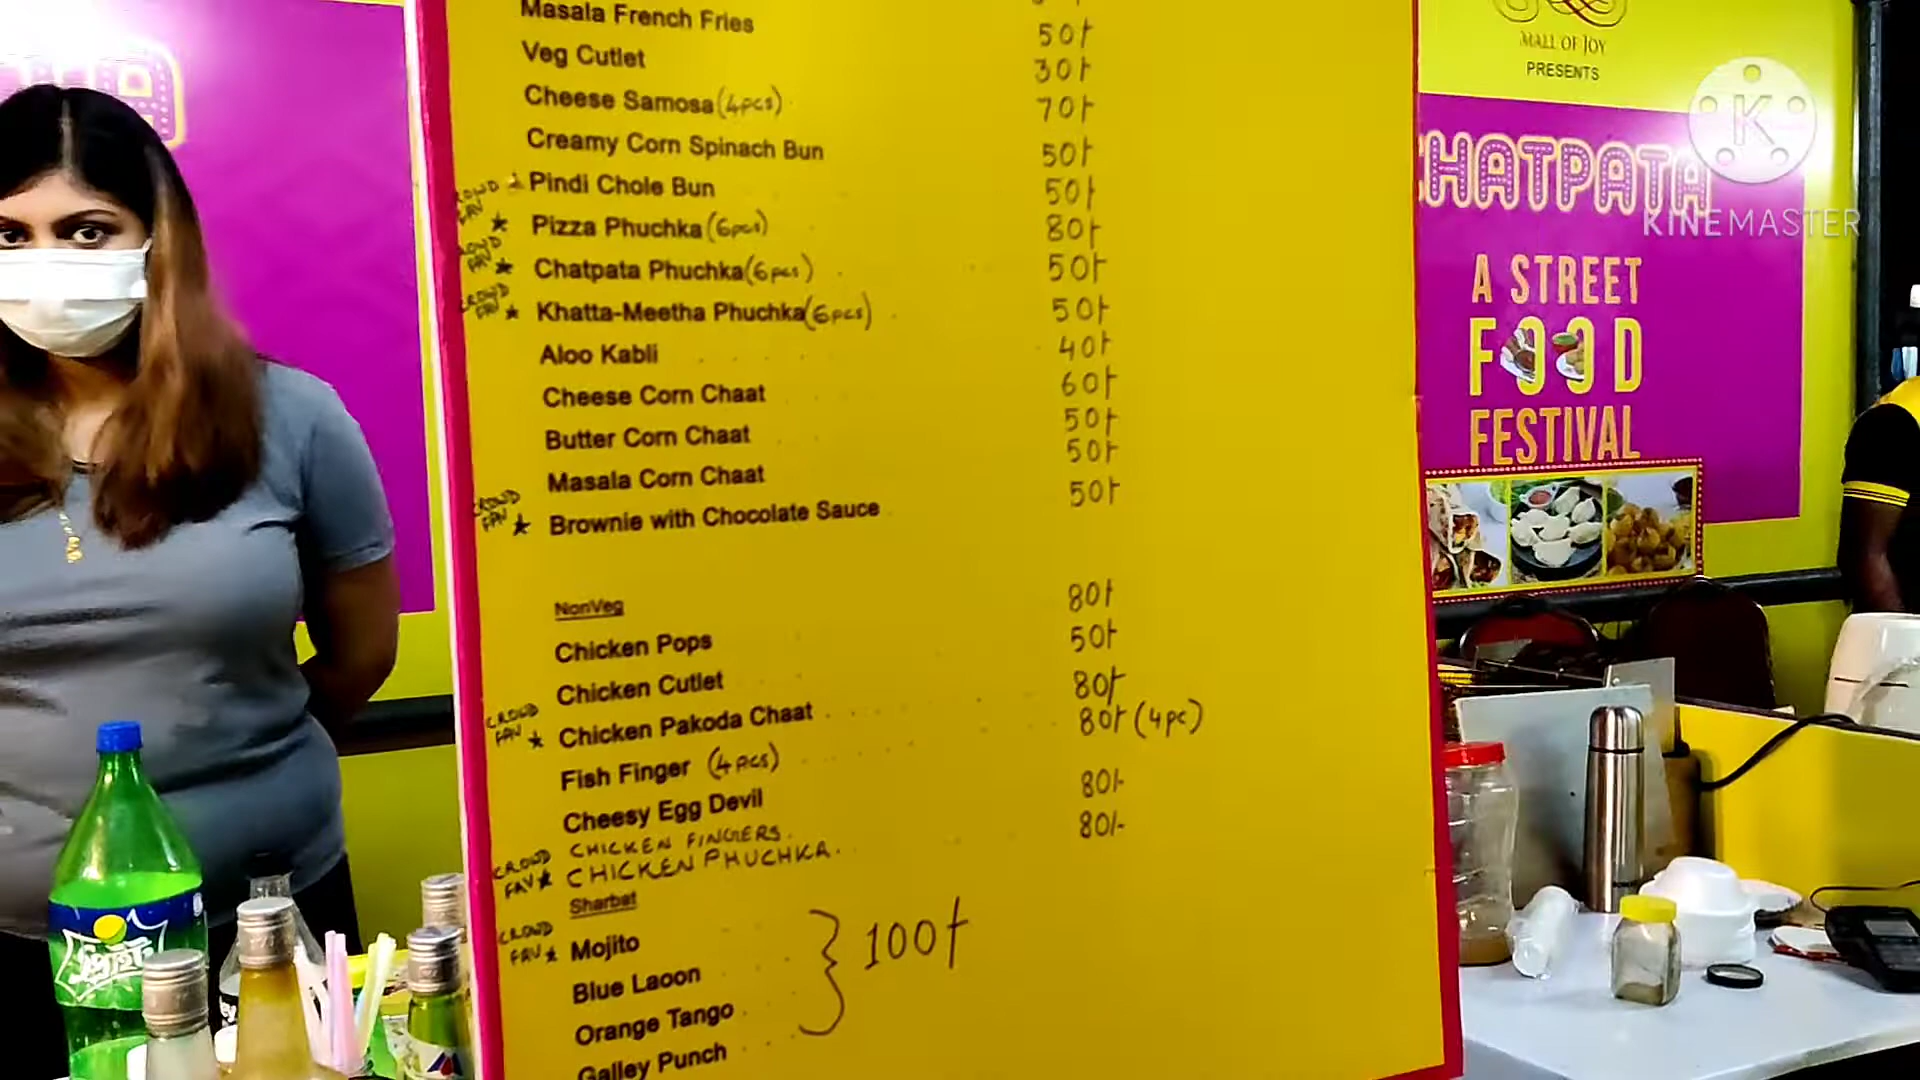 Masala French Fries 50/-
Veg Cutlet 30/-
Cheese Samosa (4pcs) 70/-
Creamy Corn Spinach Bun 50/-
CROWD FAV Pindi Chole Bun 50/-
★ Pizza Phuchka (6pcs) 80/-
CROWD FAV ★ Chatpata Phuchka (6pcs) 50/-
CROWD FAV ★ Khatta-Meetha Phuchka (6pcs) 50/-
Aloo Kabli 40/-
Cheese Corn Chaat 60/-
Butter Corn Chaat 50/-
Masala Corn Chaat 50/-
CROWD FAV ★ Brownie with Chocolate Sauce 50/-
NonVeg
Chicken Pops 80/-
Chicken Cutlet 50/-
CROWD FAV ★ Chicken Pakoda Chaat 80/-
Fish Finger (4pcs) 80/- (4pc)
Cheesy Egg Devil
CHICKEN FINGERS. 80/-
CROWD FAV ★ CHICKEN PHUCHKA. 80/-
Sharbat
CROWD FAV ★ Mojito
Blue Laoon 100/-
Orange Tango
Galley Punch
MALL OF JOY
PRESENTS
CHATPATA
A STREET
FOOD
FESTIVAL
K
KINEMASTER